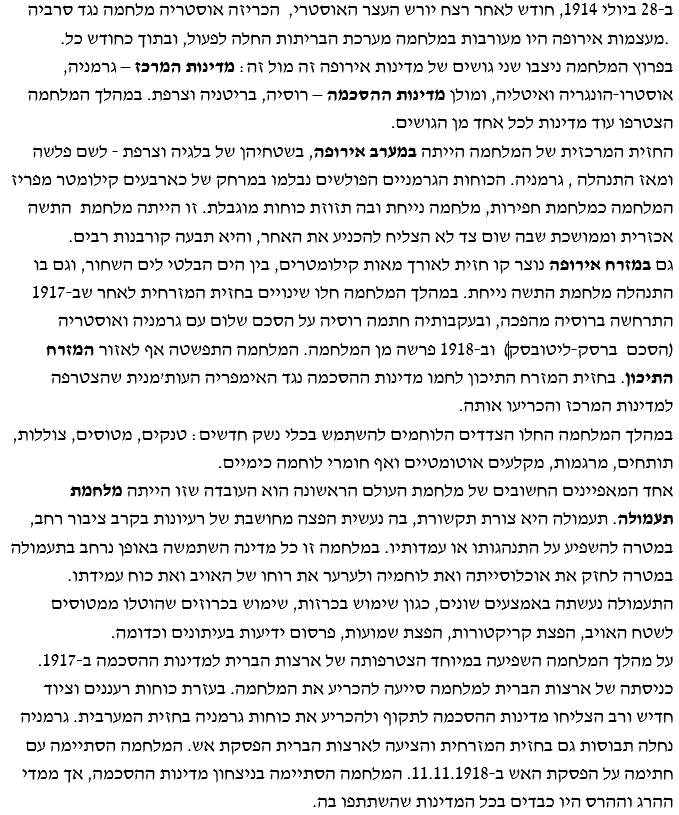 ב-28 ביולי 1914, חודש לאחר רצח יורש העצר האוסטרי,  הכריזה אוסטריה מלחמה נגד סרביה
.מעצמות אירופה היו מעורבות במלחמה מערכת הבריתות החלה לפעול, ובתוך כחודש כל
בפרוץ המלחמה ניצבו שני גושים של מדינות אירופה זה מול זה: מדינות המרכז – גרמניה,
אוסטרו-הונגריה ואיטליה, ומולן מדינות ההסכמה – רוסיה, בריטניה וצרפת. במהלך המלחמה
הצטרפו עוד מדינות לכל אחד מן הגושים.
החזית המרכזית של המלחמה הייתה במערב אירופה, בשטחיהן של בלגיה וצרפת - לשם פלשה
ומאז התנהלה , גרמניה. הכוחות הגרמניים הפולשים נבלמו במרחק של כארבעים קילומטר מפריז
המלחמה כמלחמת חפירות, מלחמה נייחת ובה תזוזת כוחות מוגבלת. זו הייתה מלחמת  התשה
אכזרית וממושכת שבה שום צד לא הצליח להכניע את האחר, והיא תבעה קורבנות רבים.
גם במזרח אירופה נוצר קו חזית לאורך מאות קילומטרים, בין הים הבלטי לים השחור, וגם בו
התנהלה מלחמת התשה נייחת. במהלך המלחמה חלו שינויים בחזית המזרחית לאחר שב-1917
התרחשה ברוסיה מהפכה, ובעקבותיה חתמה רוסיה על הסכם שלום עם גרמניה ואוסטריה
(הסכם  ברסק-ליטובסק)  וב-1918 פרשה מן המלחמה. המלחמה התפשטה אף לאזור המזרח
התיכון. בחזית המזרח התיכון לחמו מדינות ההסכמה נגד האימפריה העות'מנית שהצטרפה
למדינות המרכז והכריעו אותה.
במהלך המלחמה החלו הצדדים הלוחמים להשתמש בכלי נשק חדשים: טנקים, מטוסים, צוללות,
תותחים, מרגמות, מקלעים אוטומטיים ואף חומרי לוחמה כימיים.
אחד המאפיינים החשובים של מלחמת העולם הראשונה הוא העובדה שזו הייתה מלחמת
תעמולה. תעמולה היא צורת תקשורת, בה נעשית הפצה מחושבת של רעיונות בקרב ציבור רחב,
במטרה להשפיע על התנהגותו או עמדותיו. במלחמה זו כל מדינה השתמשה באופן נרחב בתעמולה
במטרה לחזק את אוכלוסייתה ואת לוחמיה ולערער את רוחו של האויב ואת כוח עמידתו.
התעמולה נעשתה באמצעים שונים, כגון שימוש בכרזות, שימוש בכרוזים שהוטלו ממטוסים
לשטח האויב, הפצת קריקטורות, הפצת שמועות, פרסום ידיעות בעיתונים וכדומה.
על מהלך המלחמה השפיעה במיוחד הצטרפותה של ארצות הברית למדינות ההסכמה ב-1917.
כניסתה של ארצות הברית למלחמה סייעה להכריע את המלחמה. בעזרת כוחות רעננים וציוד
חדיש ורב הצליחו מדינות ההסכמה לתקוף ולהכריע את כוחות גרמניה בחזית המערבית. גרמניה
נחלה תבוסות גם בחזית המזרחית והציעה לארצות הברית הפסקת אש. המלחמה הסתיימה עם
חתימה על הפסקת האש ב-11.11.1918. המלחמה הסתיימה בניצחון מדינות ההסכמה, אך ממדי
ההרג וההרס היו כבדים בכל המדינות שהשתתפו בה.